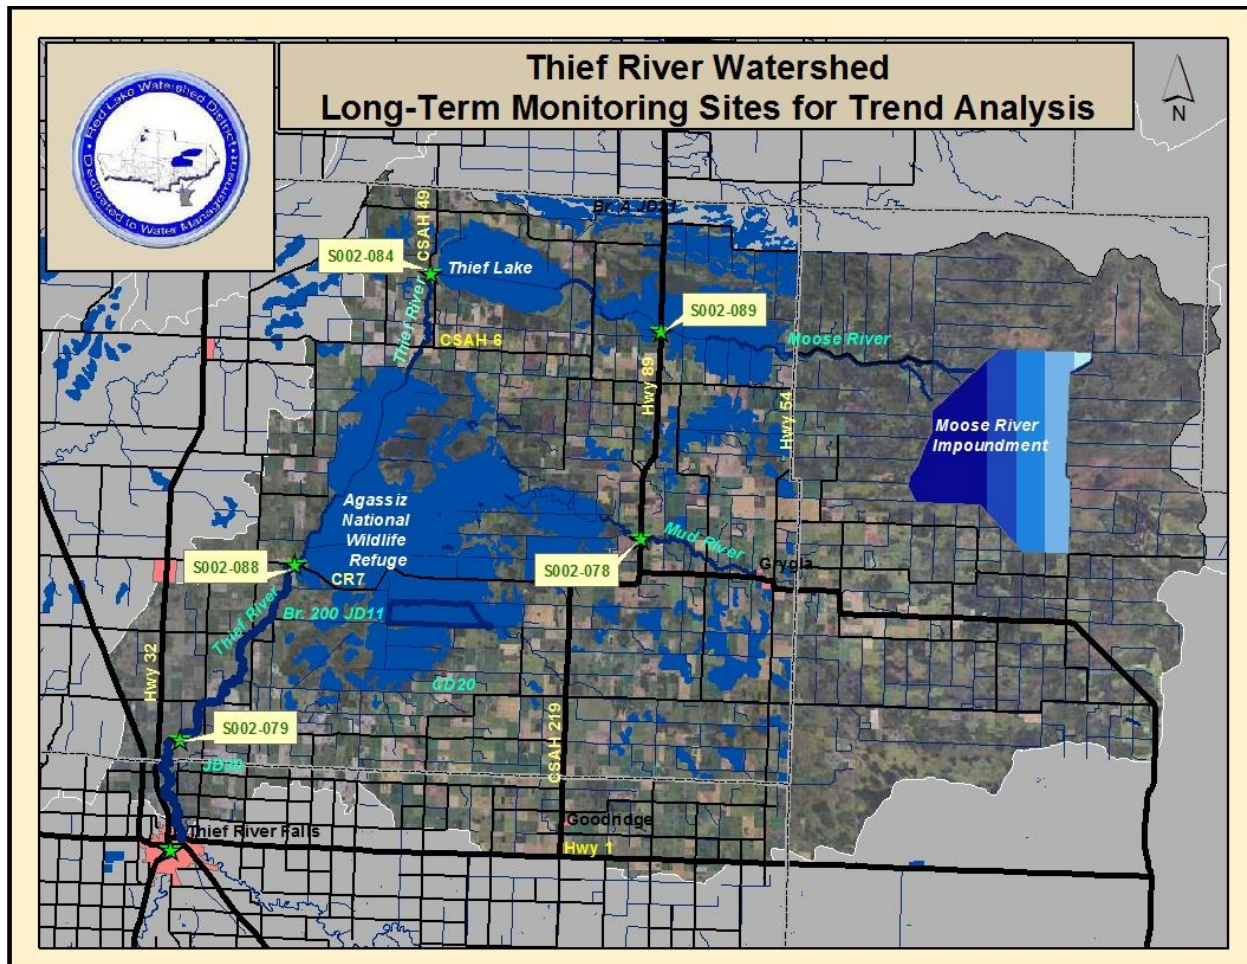 Thief River Watershed
Long-Term Monitoring Sites for Trend Analysis
Red Lake Watershed District
Dedicated to Water Management
N
CSAH 49
Br. A JD21
S002-084
Thief Lake
Thief River
S002-089
CSAH 6
Moose River
Hwy 89
Hwy 54
Moose River
Impoundment
Agassiz
National
Wildlife
Refuge
Mud River
S002-088
S002-078
CR7
Grygla
Thief River
Br. 200 JD11
Hwy 32
CD20
S002-079
CSAH 219
JD30
Goodridge
Thief River Falls
Hwy 1